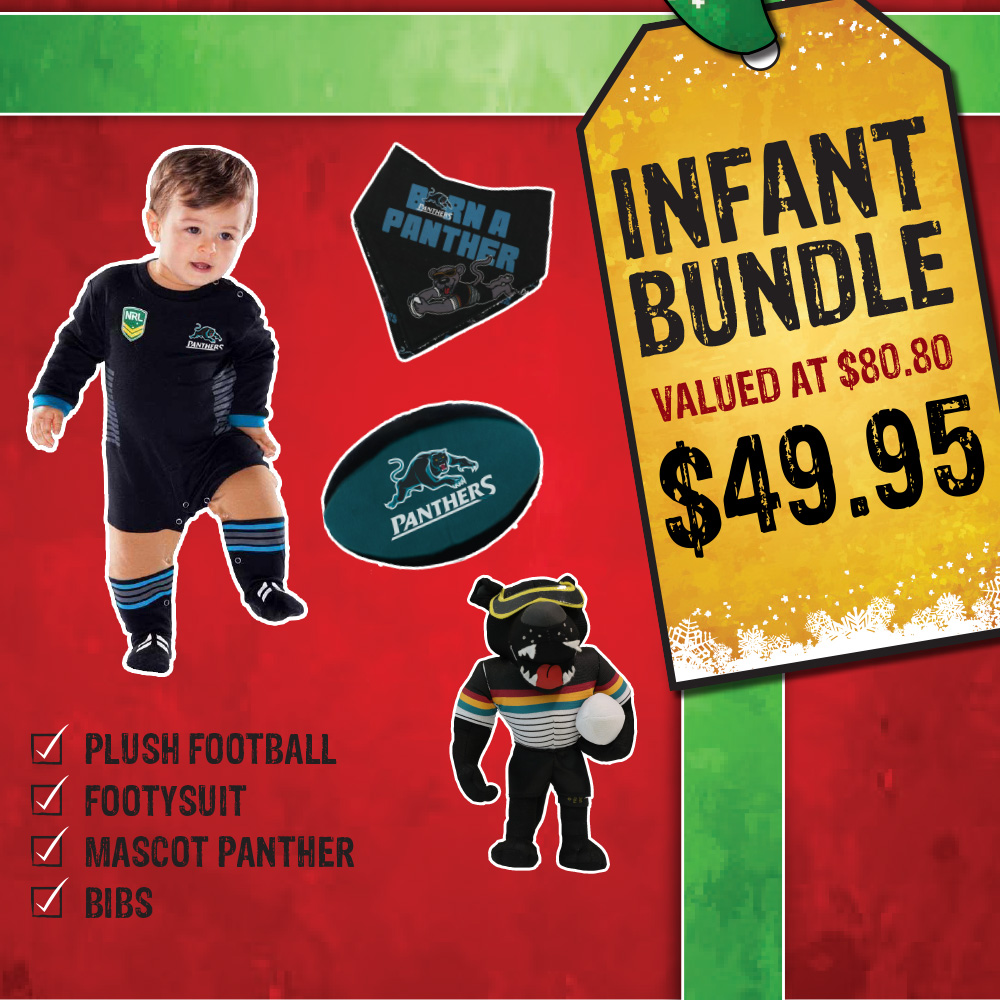 INFANT
BUNDLE
VALUED AT $80.80
$49.95
NRL
PANTHERS
BORN A
PANTHERS
PANTHER
PANTHERS
PLUSH FOOTBALL
FOOTYSUIT
MASCOT PANTHER
BIBS